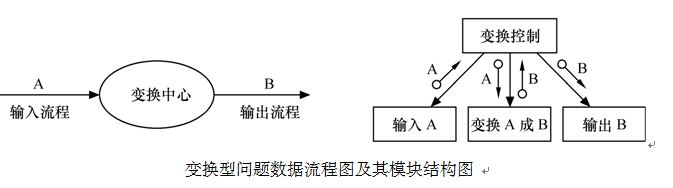 A
输入流程
变换中心
B
输出流程
变换控制
A
A
B
B
输入 A
变换 A 成 B
输出 B
变换型问题数据流程图及其模块结构图